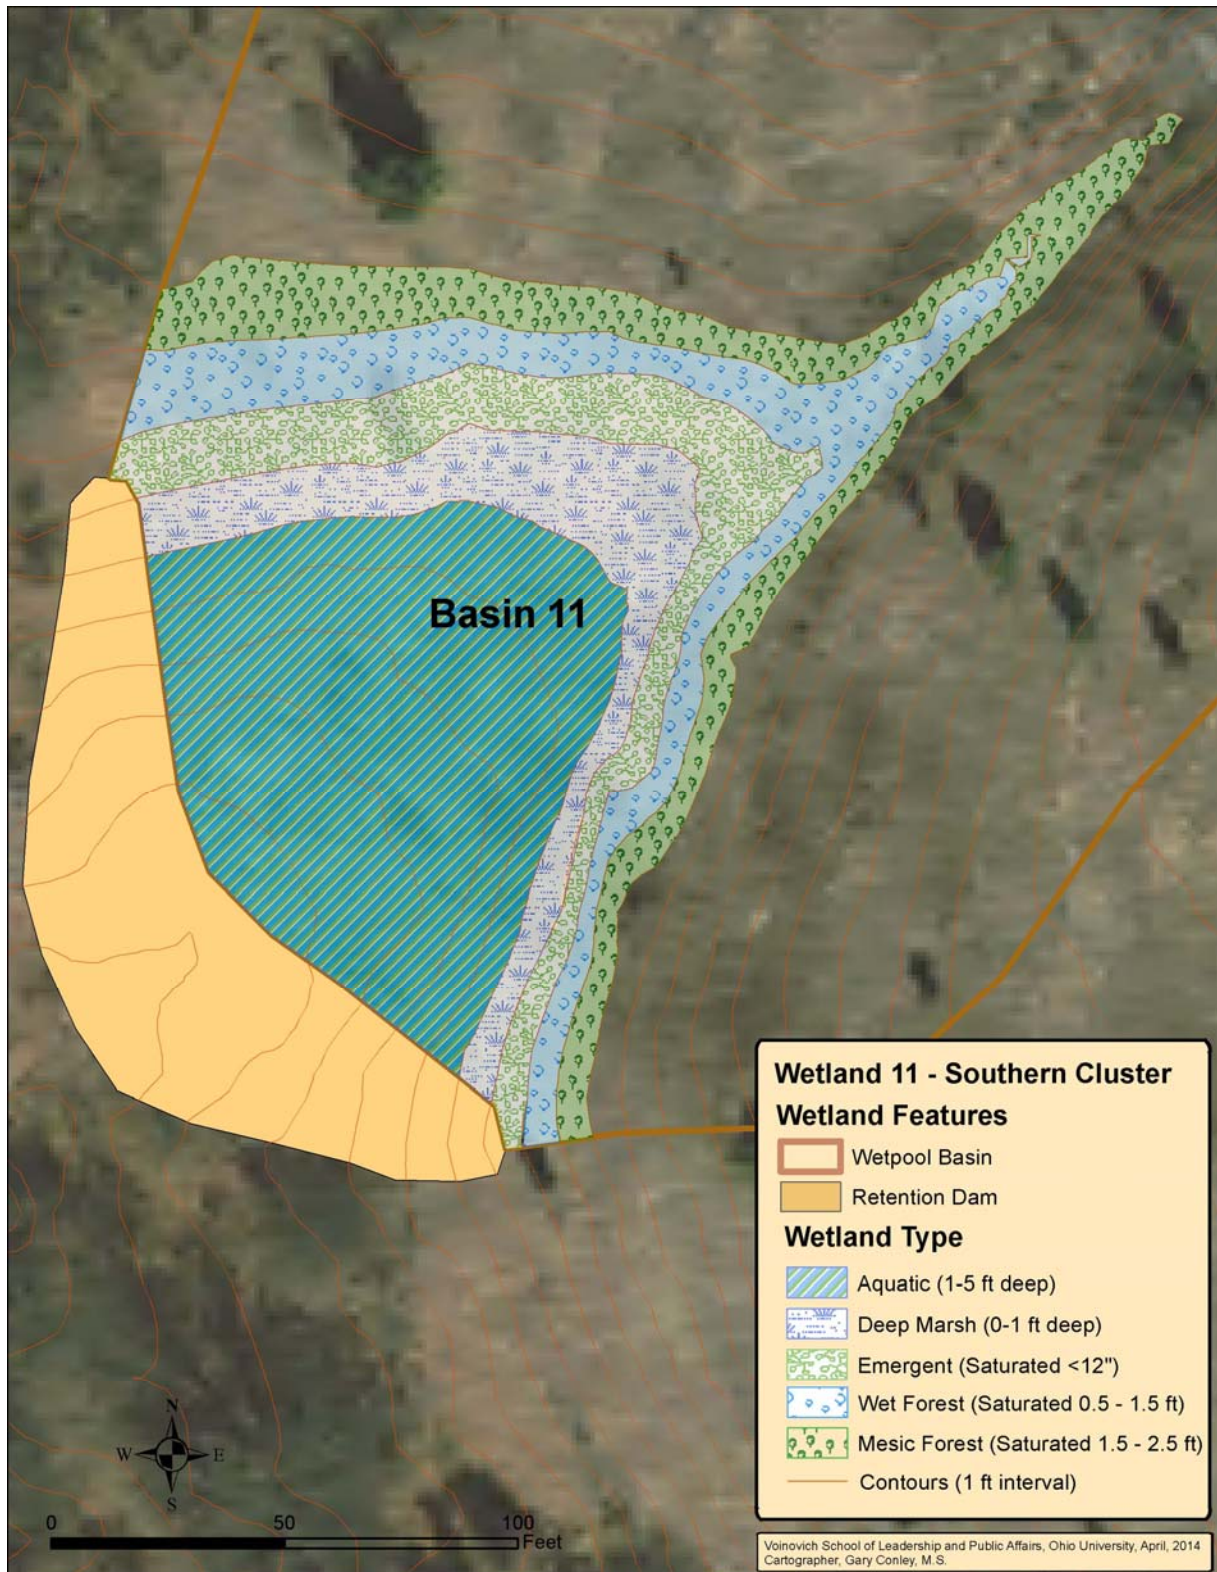 Basin 11
Wetland 11 - Southern Cluster
Wetland Features
Wetpool Basin
Retention Dam
Wetland Type
Aquatic (1-5 ft deep)
Deep Marsh (0-1 ft deep)
Emergent (Saturated <12")
Wet Forest (Saturated 0.5 - 1.5 ft)
Mesic Forest (Saturated 1.5 - 2.5 ft)
Contours (1 ft interval)
N
W E
S
0 50 100
Feet
Voinovich School of Leadership and Public Affairs, Ohio University, April, 2014
Cartographer, Gary Conley, M.S.